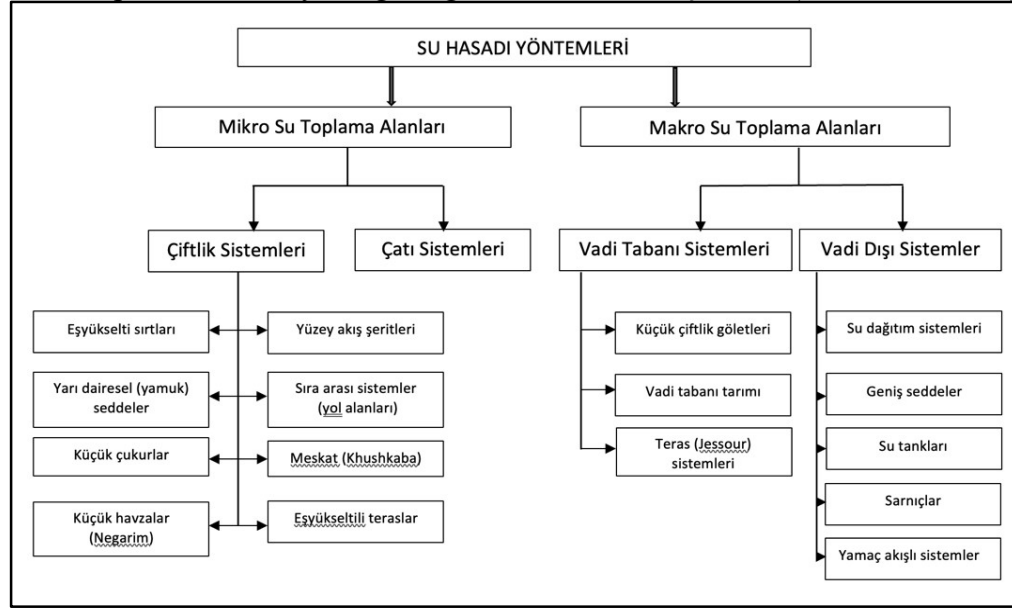 SU HASADI YÖNTEMLERİ
Mikro Su Toplama Alanları
Makro Su Toplama Alanları
Çiftlik Sistemleri
Çatı Sistemleri
Vadi Tabanı Sistemleri
Vadi Dışı Sistemler
Eşyükselti sırtları
Yüzey akış şeritleri
Yarı dairesel (yamuk)
seddeler
Sıra arası sistemler
(yol alanları)
Küçük çukurlar
Meskat (Khushkaba)
Küçük havzalar
(Negarim)
Eşyükseltili teraslar
Küçük çiftlik göletleri
Vadi tabanı tarımı
Teras (Jessour)
sistemleri
Su dağıtım sistemleri
Geniş seddeler
Su tankları
Sarnıçlar
Yamaç akışlı sistemler